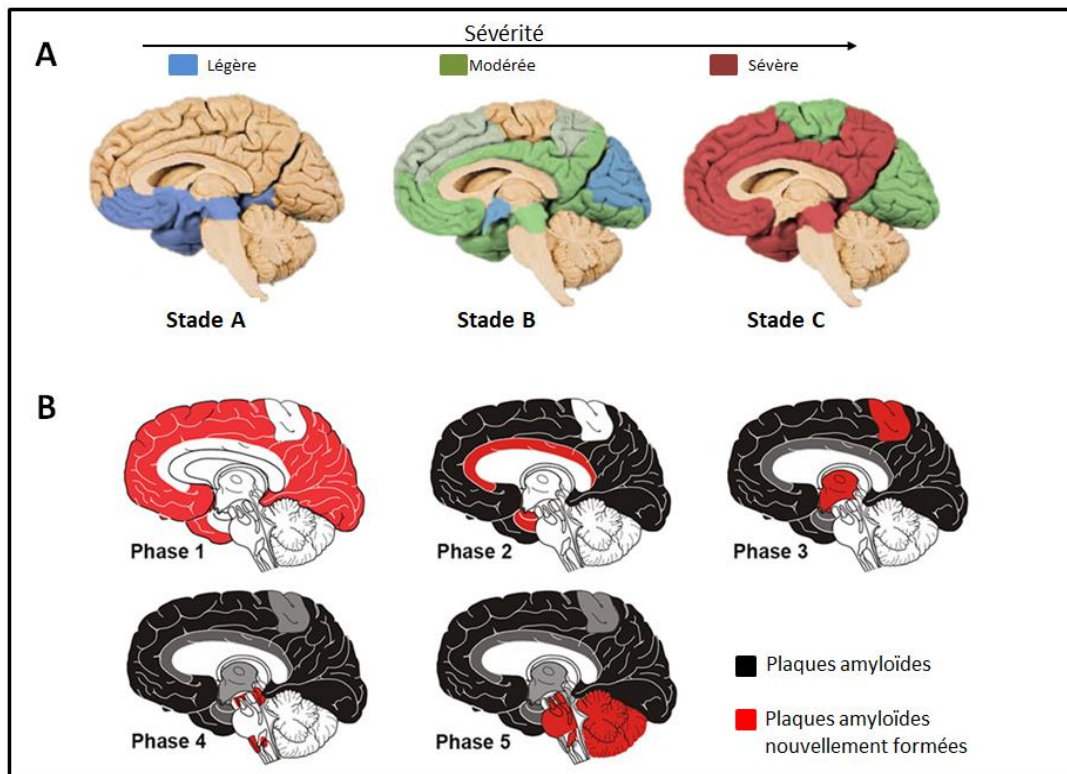 A
Sévérité
Légère
Modérée
Sévère
Stade A
Stade B
Stade C
B
Phase 1
Phase 2
Phase 3
Phase 4
Phase 5
Plaques amyloïdes
Plaques amyloïdes
nouvellement formées